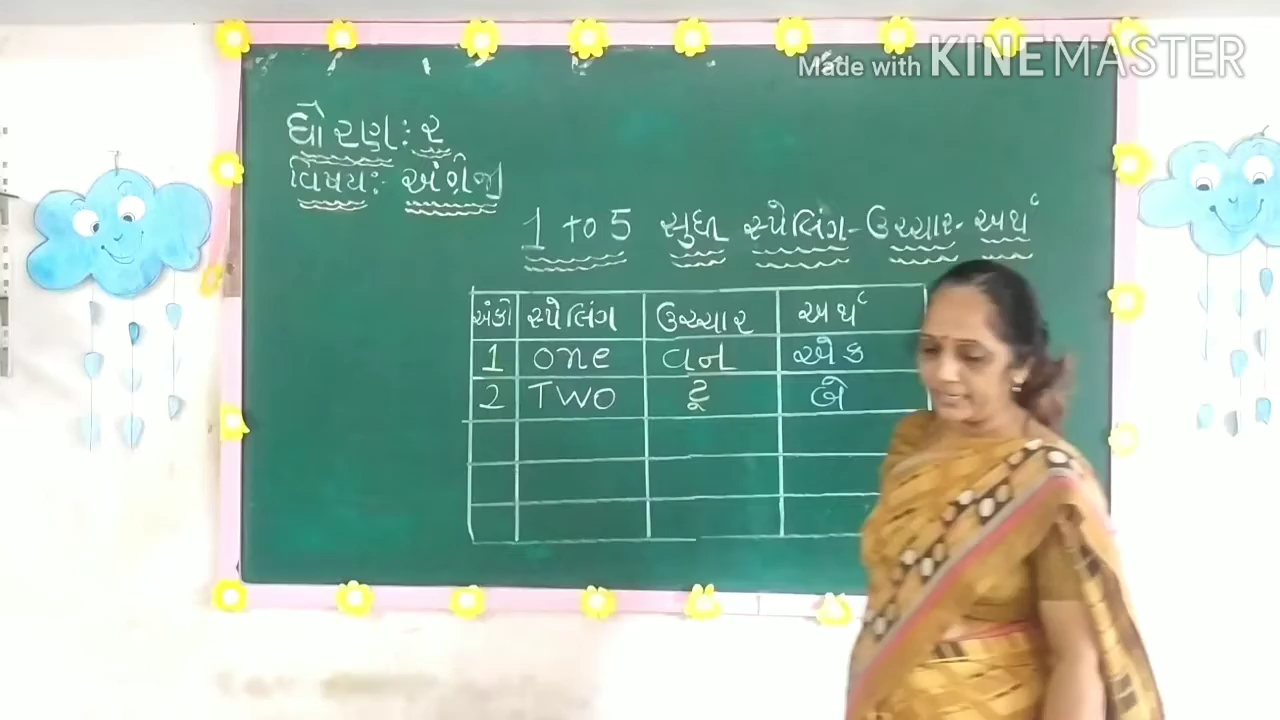 Made with KINEMASTER
ધોરણ : ૨
વિષય :- અંગ્રેજી
1 to 5 સુધી સ્પેલિંગ - ઉચ્ચાર - અર્થ
અંકો સ્પેલિંગ ઉચ્ચાર અર્થ
1 one વન એક
2 Two ટૂ બે